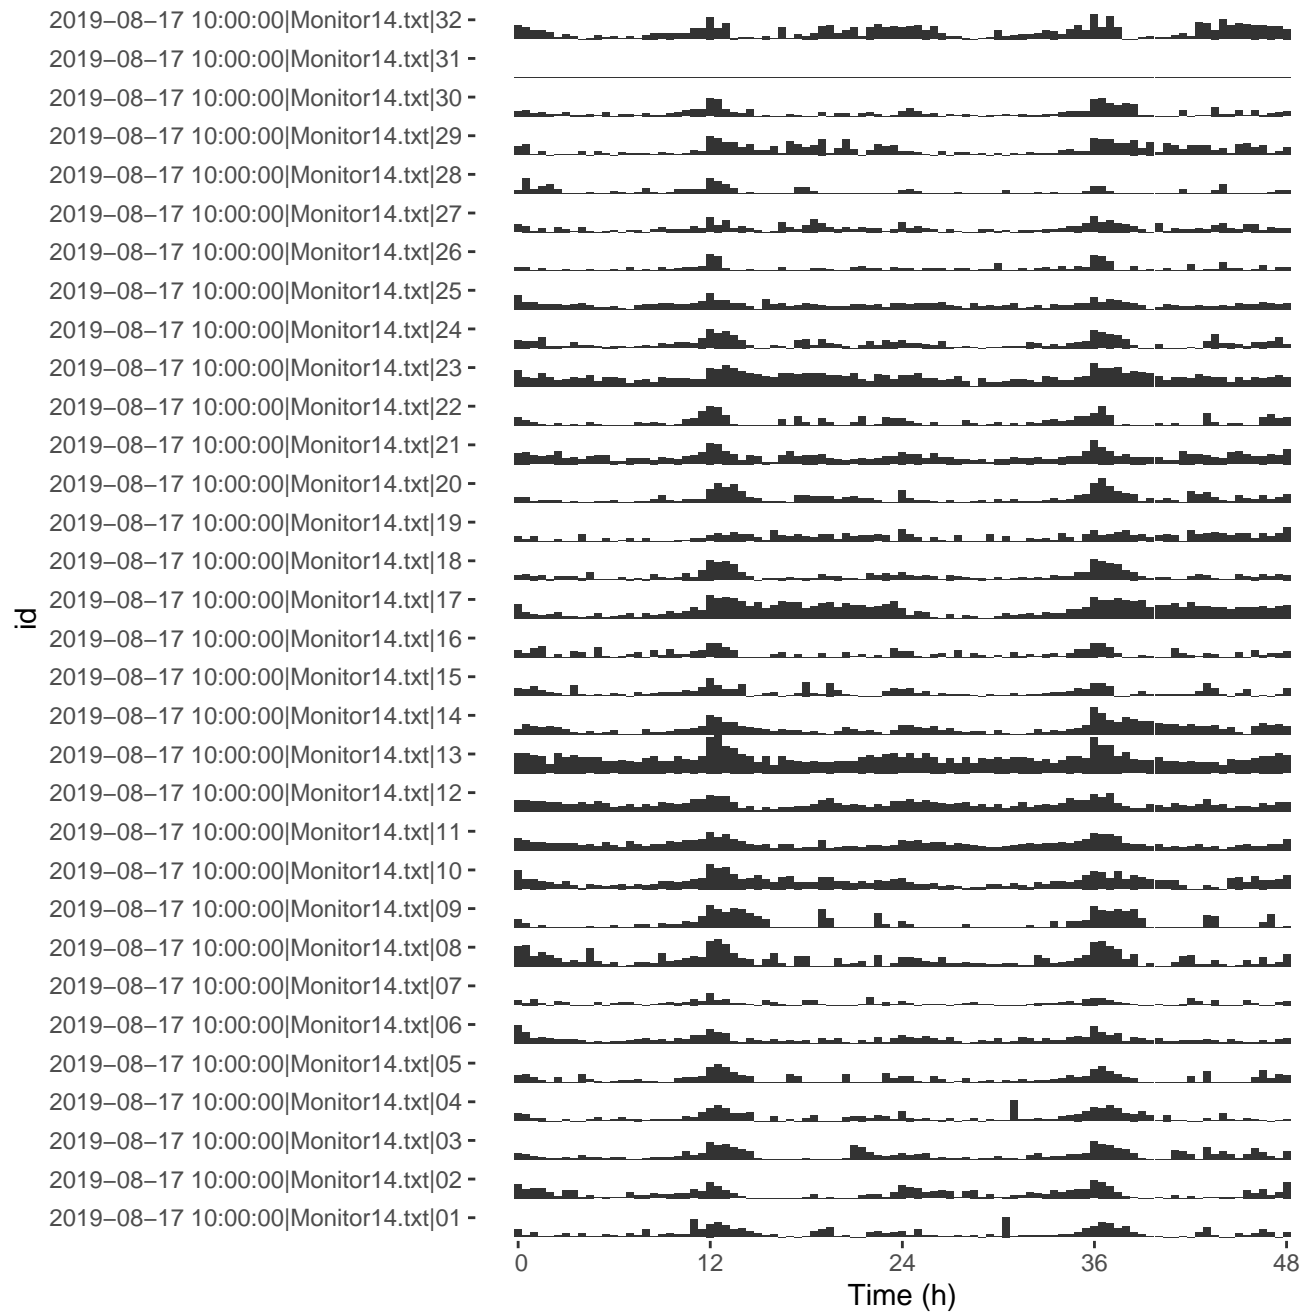 2019−08−17 10:00:00|Monitor14.txt|32
2019−08−17 10:00:00|Monitor14.txt|31
2019−08−17 10:00:00|Monitor14.txt|30
2019−08−17 10:00:00|Monitor14.txt|29
2019−08−17 10:00:00|Monitor14.txt|28
2019−08−17 10:00:00|Monitor14.txt|27
2019−08−17 10:00:00|Monitor14.txt|26
2019−08−17 10:00:00|Monitor14.txt|25
2019−08−17 10:00:00|Monitor14.txt|24
2019−08−17 10:00:00|Monitor14.txt|23
2019−08−17 10:00:00|Monitor14.txt|22
2019−08−17 10:00:00|Monitor14.txt|21
2019−08−17 10:00:00|Monitor14.txt|20
2019−08−17 10:00:00|Monitor14.txt|19
2019−08−17 10:00:00|Monitor14.txt|18
2019−08−17 10:00:00|Monitor14.txt|17
id
2019−08−17 10:00:00|Monitor14.txt|16
2019−08−17 10:00:00|Monitor14.txt|15
2019−08−17 10:00:00|Monitor14.txt|14
2019−08−17 10:00:00|Monitor14.txt|13
2019−08−17 10:00:00|Monitor14.txt|12
2019−08−17 10:00:00|Monitor14.txt|11
2019−08−17 10:00:00|Monitor14.txt|10
2019−08−17 10:00:00|Monitor14.txt|09
2019−08−17 10:00:00|Monitor14.txt|08
2019−08−17 10:00:00|Monitor14.txt|07
2019−08−17 10:00:00|Monitor14.txt|06
2019−08−17 10:00:00|Monitor14.txt|05
2019−08−17 10:00:00|Monitor14.txt|04
2019−08−17 10:00:00|Monitor14.txt|03
2019−08−17 10:00:00|Monitor14.txt|02
2019−08−17 10:00:00|Monitor14.txt|01
0 12 24 36 48
Time (h)